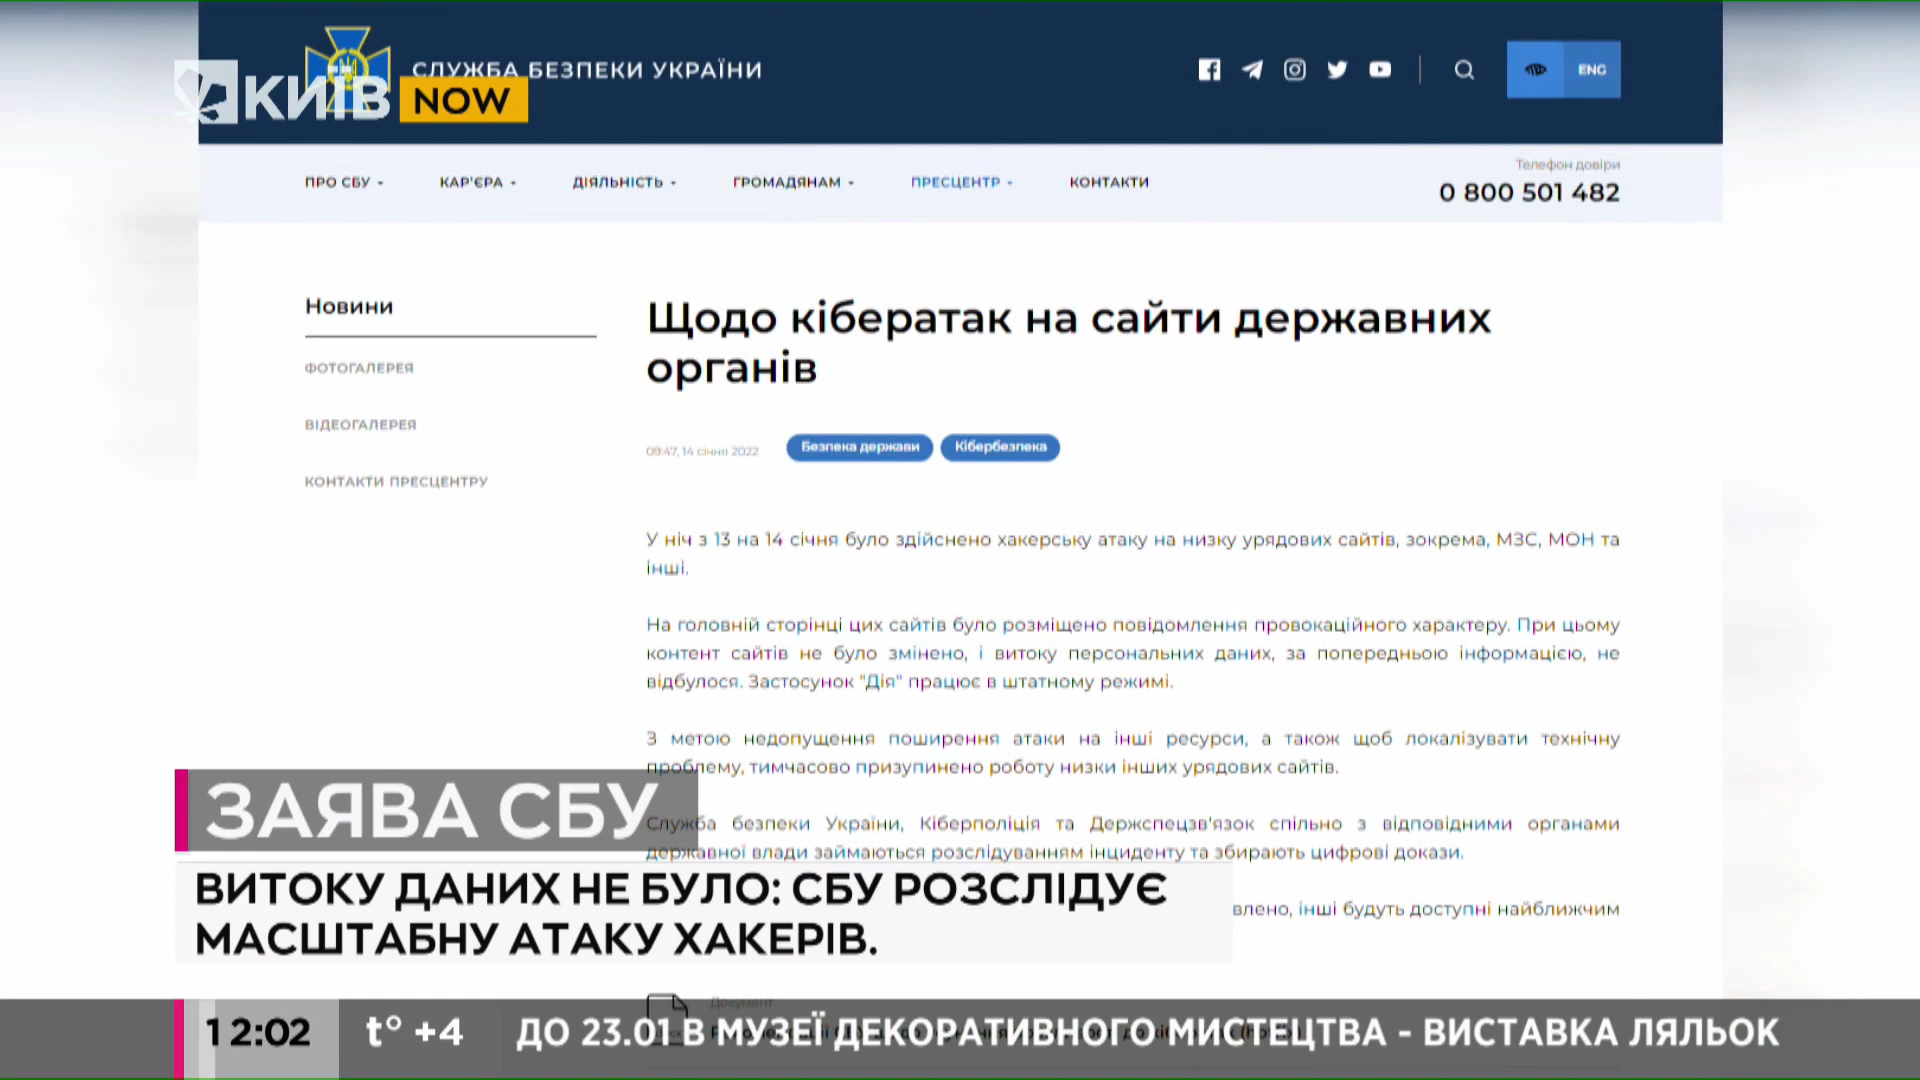 СЛУЖБА БЕЗПЕКИ УКРАЇНИ
КИЇВ NOW
ENG
ПРО СБУ
КАР'ЄРА
ДІЯЛЬНІСТЬ
ГРОМАДЯНАМ
ПРЕСЦЕНТР
КОНТАКТИ
Телефон довіри
0 800 501 482
Новини
ФОТОГАЛЕРЕЯ
ВІДЕОГАЛЕРЕЯ
КОНТАКТИ ПРЕСЦЕНТРУ
Щодо кібератак на сайти державних
органів
09:47, 14 січня 2022
Безпека держави
Кібербезпека
У ніч з 13 на 14 січня було здійснено хакерську атаку на низку урядових сайтів, зокрема, МЗС, МОН та
інші.
На головній сторінці цих сайтів було розміщено повідомлення провокаційного характеру. При цьому
контент сайтів не було змінено, і витоку персональних даних, за попередньою інформацією, не
відбулося. Застосунок "Дія" працює в штатному режимі.
З метою недопущення поширення атаки на інші ресурси, а також щоб локалізувати технічну
проблему, тимчасово призупинено роботу низки інших урядових сайтів.
Служба безпеки України, Кіберполіція та Держспецзв'язок спільно з відповідними органами
державної влади займаються розслідуванням інциденту та збирають цифрові докази.
влено, інші будуть доступні найближчим
ЗАЯВА СБУ
ВИТОКУ ДАНИХ НЕ БУЛО: СБУ РОЗСЛІДУЄ
МАСШТАБНУ АТАКУ ХАКЕРІВ.
Документ
12:02
t° +4
ДО 23.01 В МУЗЕЇ ДЕКОРАТИВНОГО МИСТЕЦТВА - ВИСТАВКА ЛЯЛЬОК